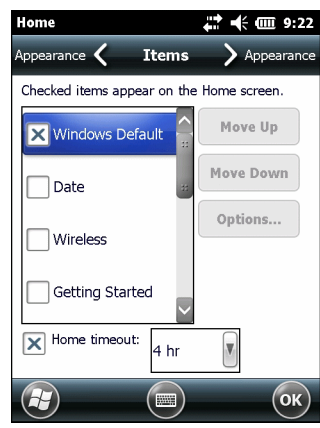 Home 9:22
Appearance Items Appearance
Checked items appear on the Home screen.
Windows Default
Move Up
Date
Move Down
Wireless
Options...
Getting Started
Home timeout: 4 hr
OK